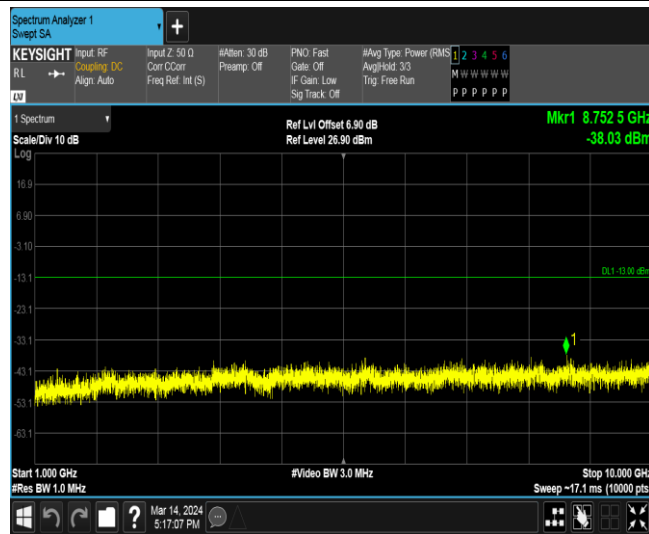 Spectrum Analyzer 1
Swept SA
KEYSIGHT
RL
LXI
Input: RF
Coupling: DC
Align: Auto
Input Z: 50 Ω
Corr CCorr
Freq Ref: Int (S)
#Atten: 30 dB
Preamp: Off
PNO: Fast
Gate: Off
IF Gain: Low
Sig Track: Off
#Avg Type: Power (RMS
Avg|Hold: 3/3
Trig: Free Run
1 2 3 4 5 6
M W W W W W
P P P P P P
1 Spectrum
Scale/Div 10 dB
Ref Lvl Offset 6.90 dB
Ref Level 26.90 dBm
Mkr1 8.752 5 GHz
-38.03 dBm
Log
16.9
6.90
-3.10
-13.1
DL1 -13.00 dBm
-23.1
-33.1
1
-43.1
-53.1
-63.1
Start 1.000 GHz
#Video BW 3.0 MHz
Stop 10.000 GHz
#Res BW 1.0 MHz
Sweep ~17.1 ms (10000 pts
?
Mar 14, 2024
5:17:07 PM